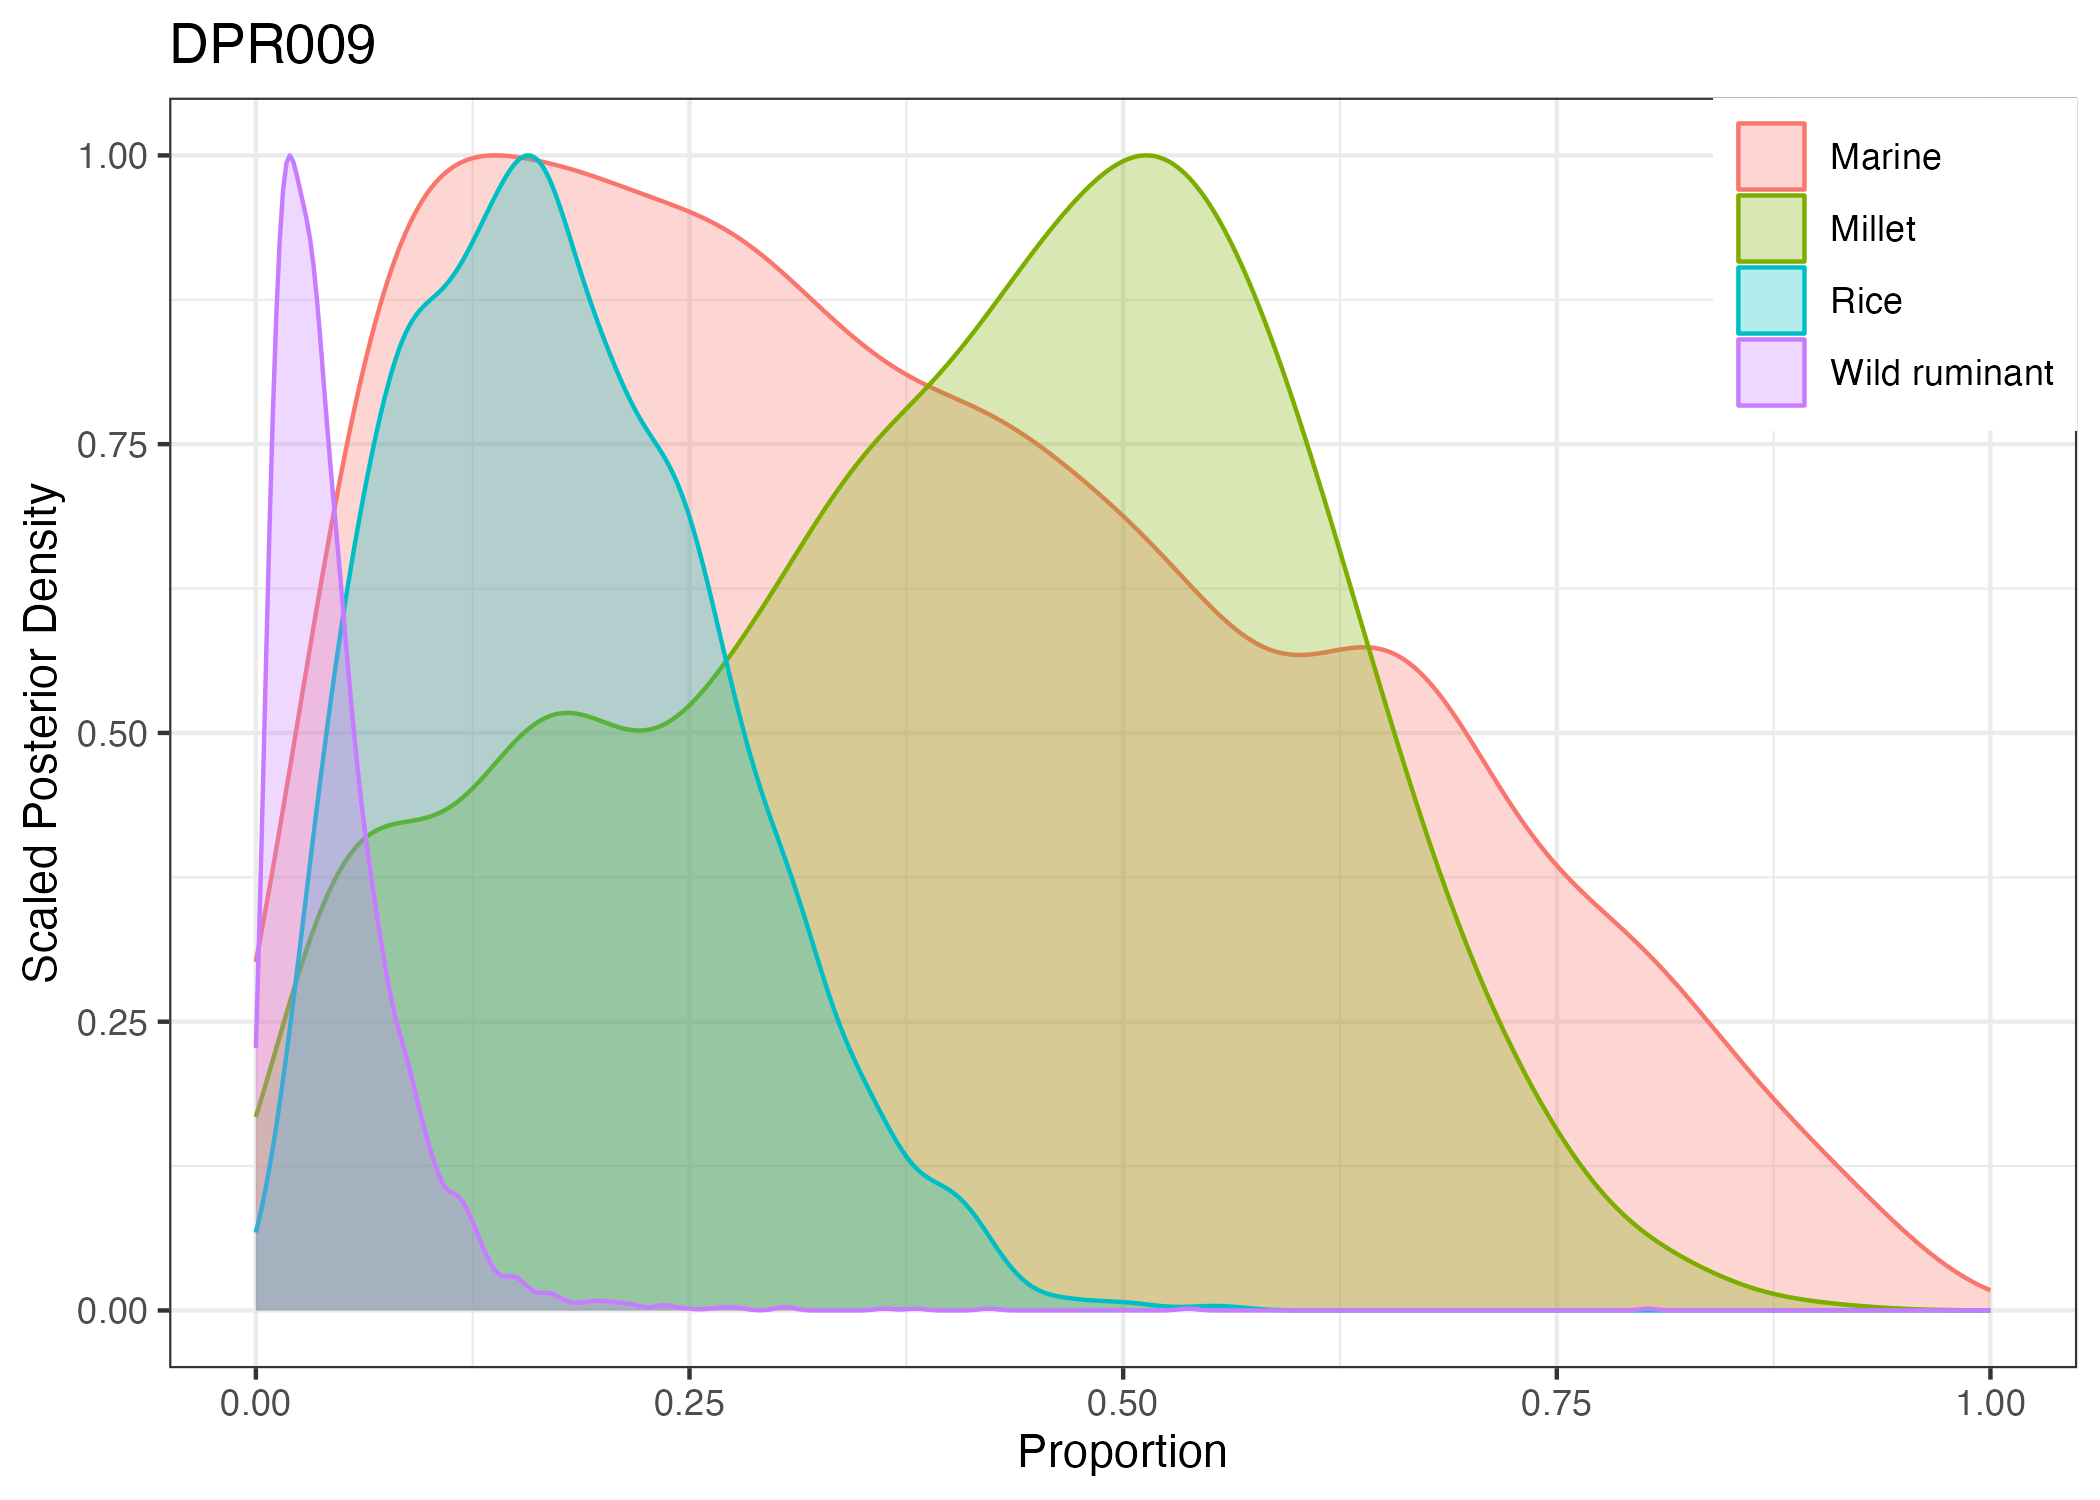 DPR009
Marine
Millet
Rice
Wild ruminant
1.00
0.75
0.50
0.25
0.00
Scaled Posterior Density
0.00 0.25 0.50 0.75 1.00
Proportion